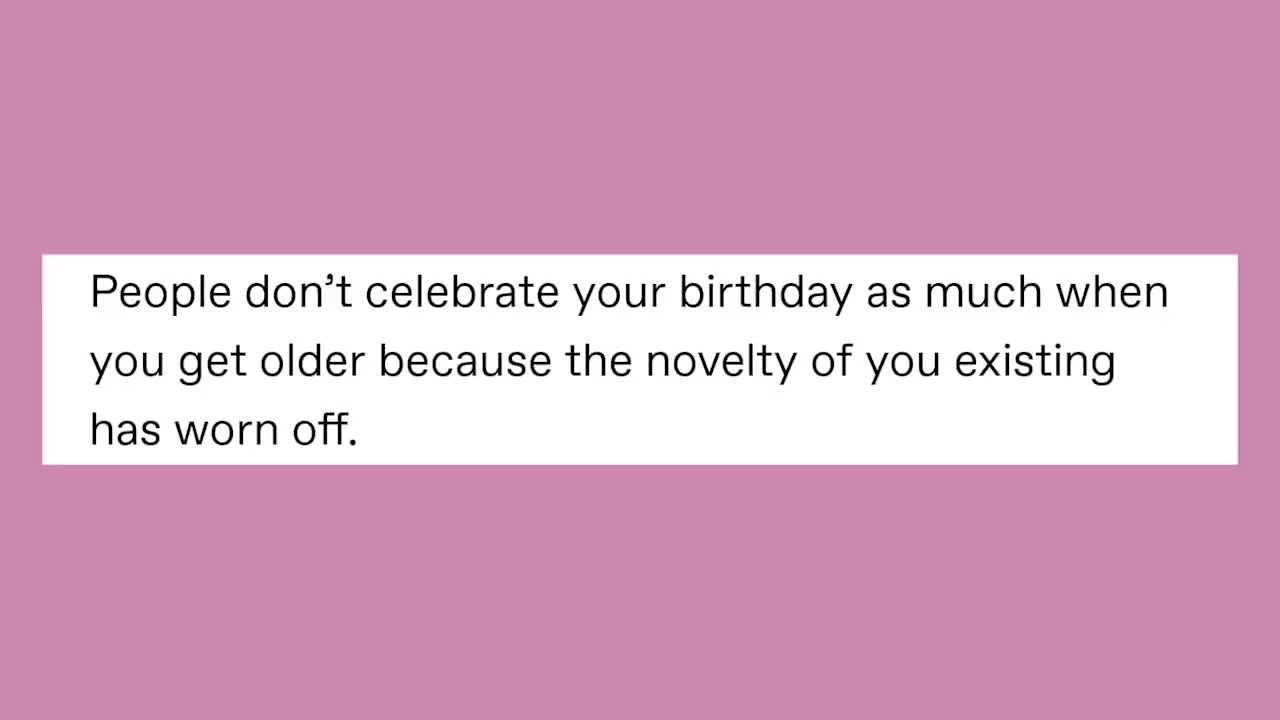 People don’t celebrate your birthday as much when
you get older because the novelty of you existing
has worn off.